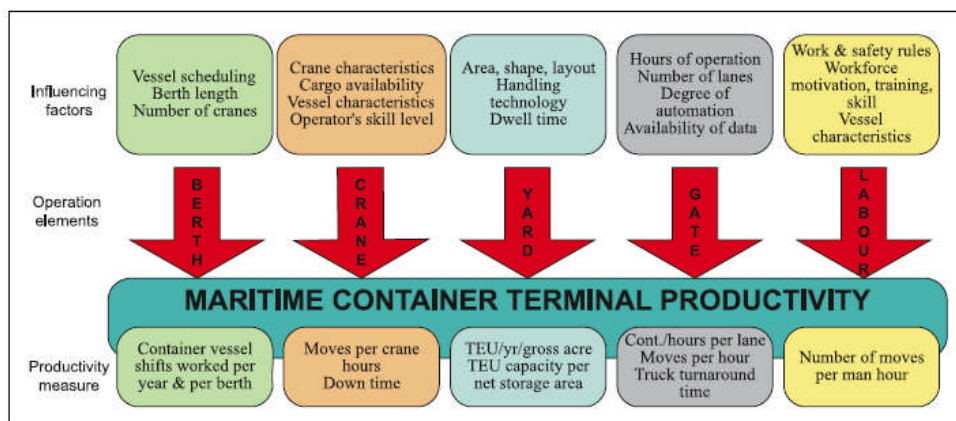 Influencing
factors
Vessel scheduling
Berth length
Number of cranes
Crane characteristics
Cargo availability
Vessel characteristics
Operator's skill level
Area, shape, layout
Handling
technology
Dwell time
Hours of operation
Number of lanes
Degree of
automation
Availability of data
Work & safety rules
Workforce
motivation, training,
skill
Vessel
characteristics
Operation
elements
BERTH
CRANE
YARD
GATE
LABOUR
MARITIME CONTAINER TERMINAL PRODUCTIVITY
Productivity
measure
Container vessel
shifts worked per
year & per berth
Moves per crane
hours
Down time
TEU/yr/gross acre
TEU capacity per
net storage area
Cont./hours per lane
Moves per hour
Truck turnaround
time
Number of moves
per man hour